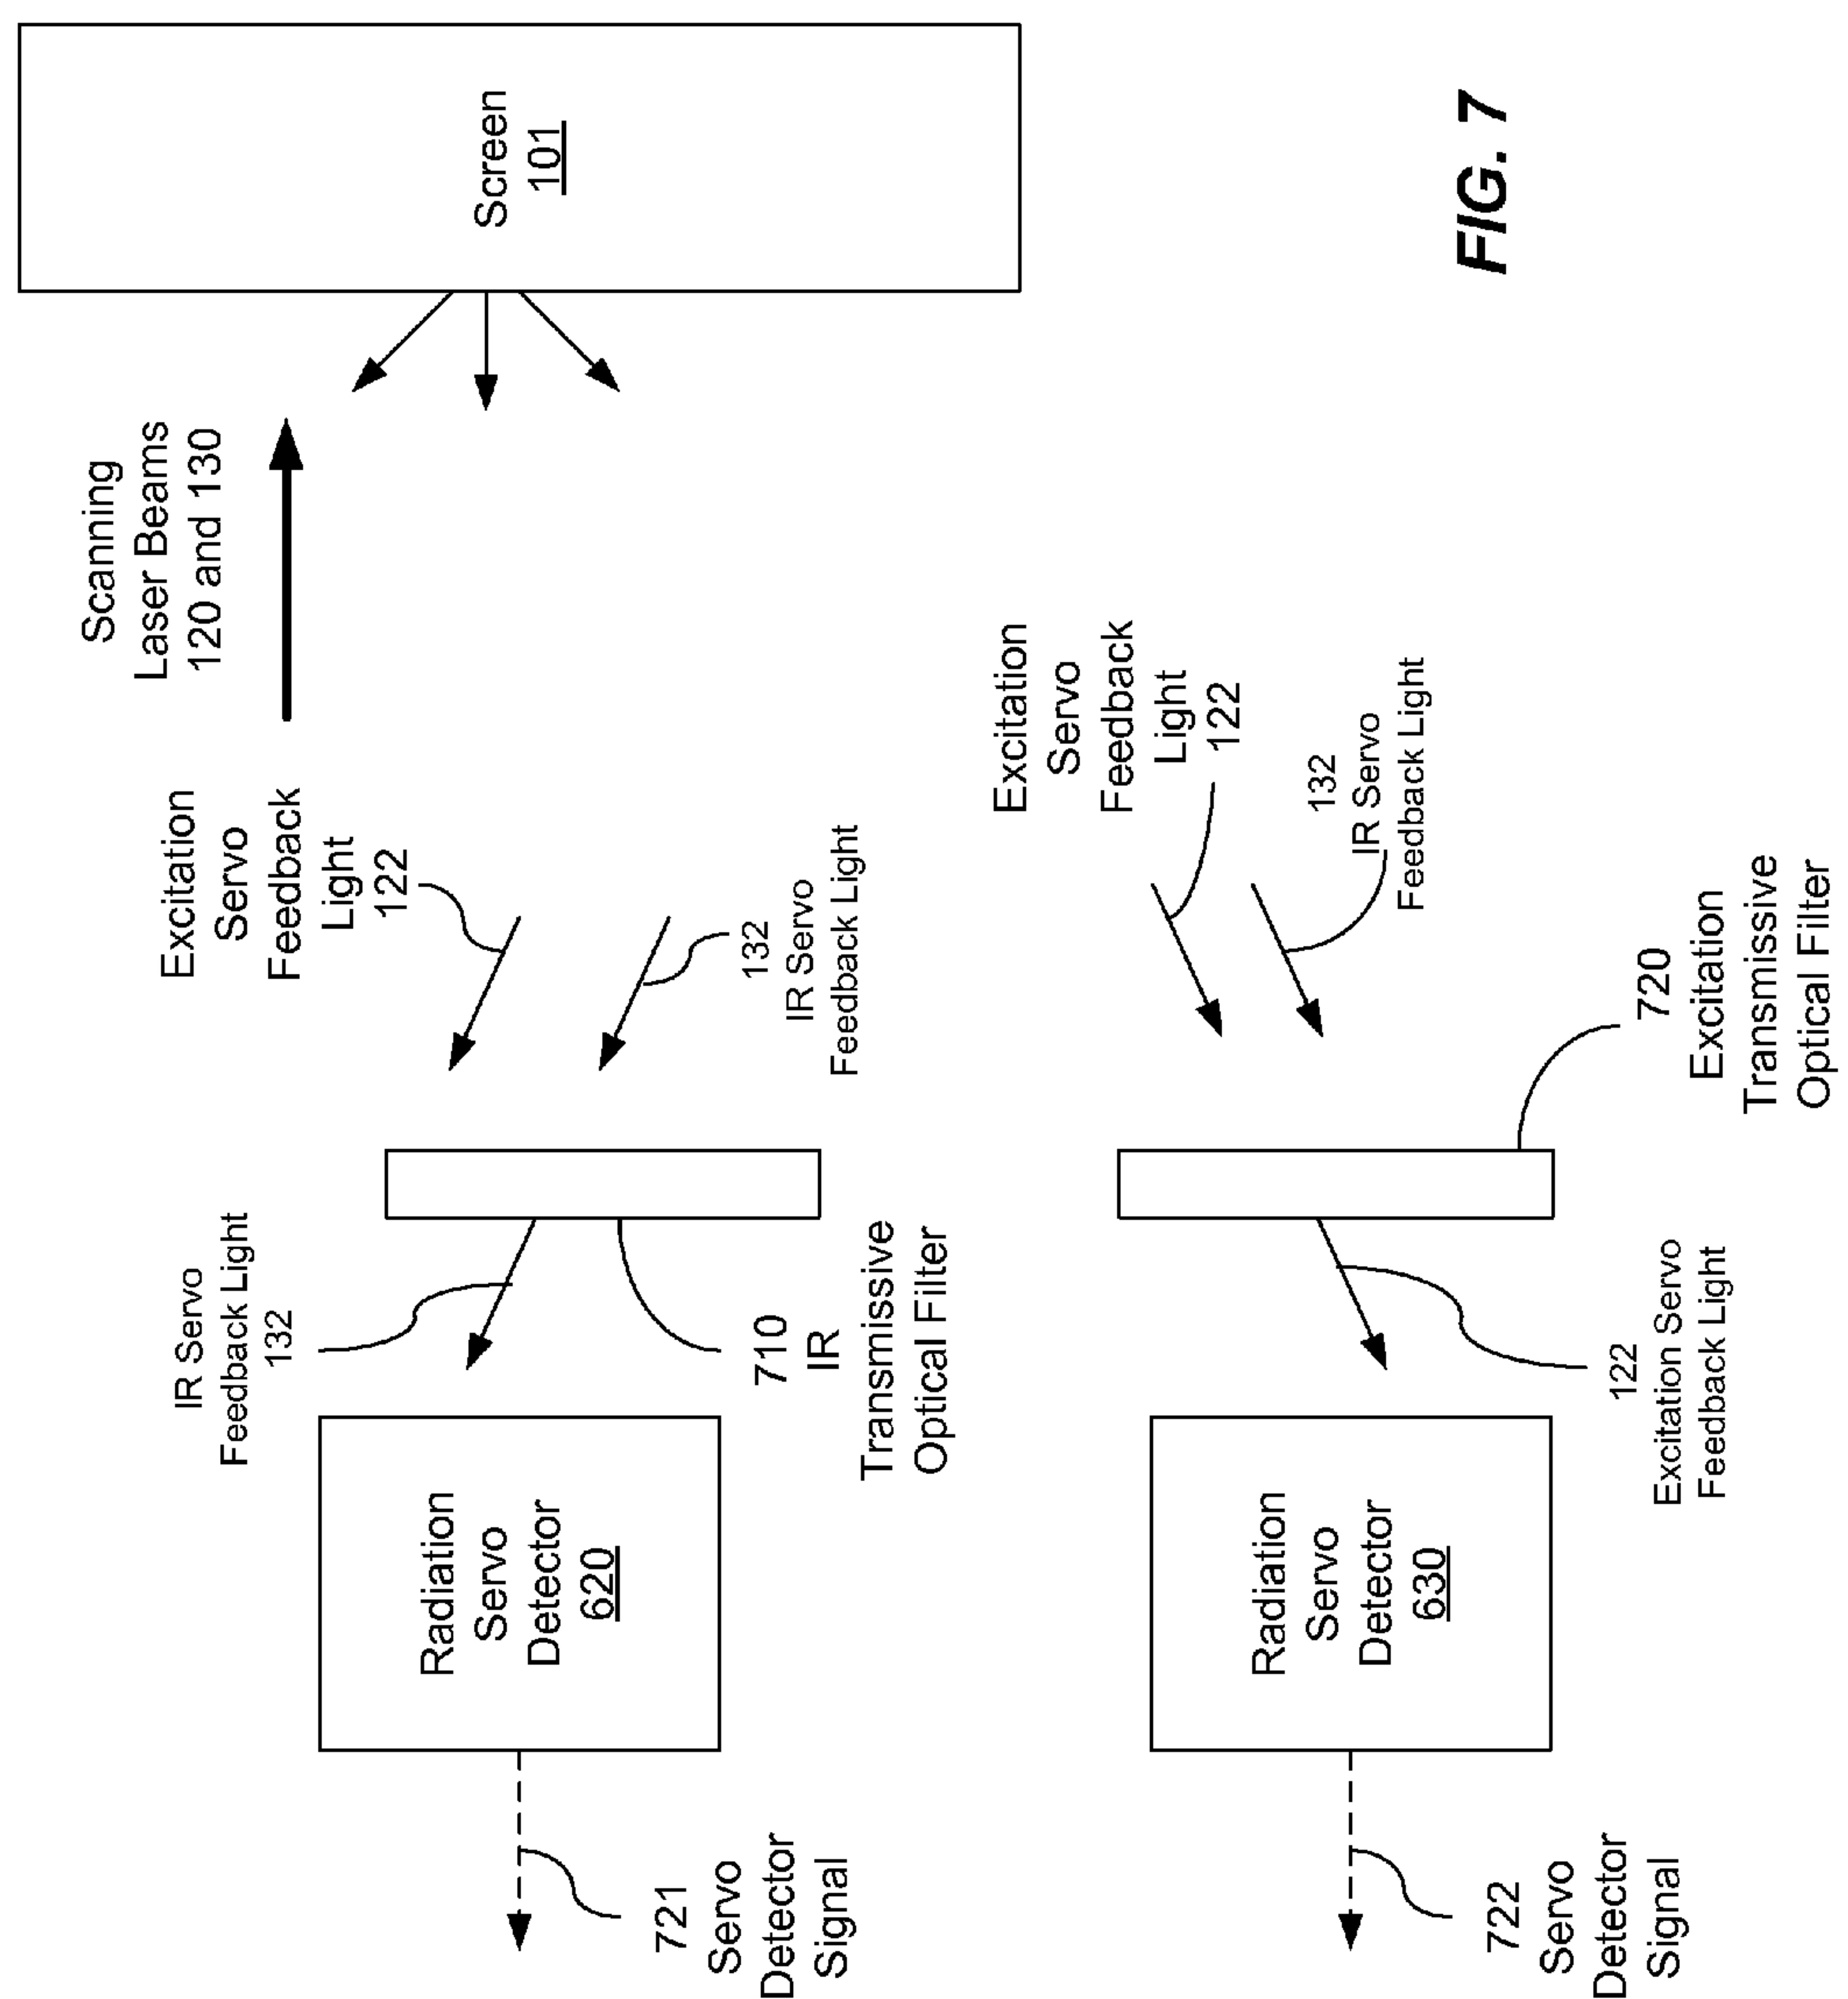 Scanning
Laser Beams
120 and 130
Screen
101
Excitation
Servo
Feedback
Light
122
132
IR Servo
Feedback Light
IR Servo
Feedback Light
132
710
IR
Transmissive
Optical Filter
Radiation
Servo
Detector
620
721
Servo
Detector
Signal
Excitation
Servo
Feedback
Light
122
132
IR Servo
Feedback Light
720
Excitation
Transmissive
Optical Filter
122
Excitation Servo
Feedback Light
Radiation
Servo
Detector
630
722
Servo
Detector
Signal
FIG. 7